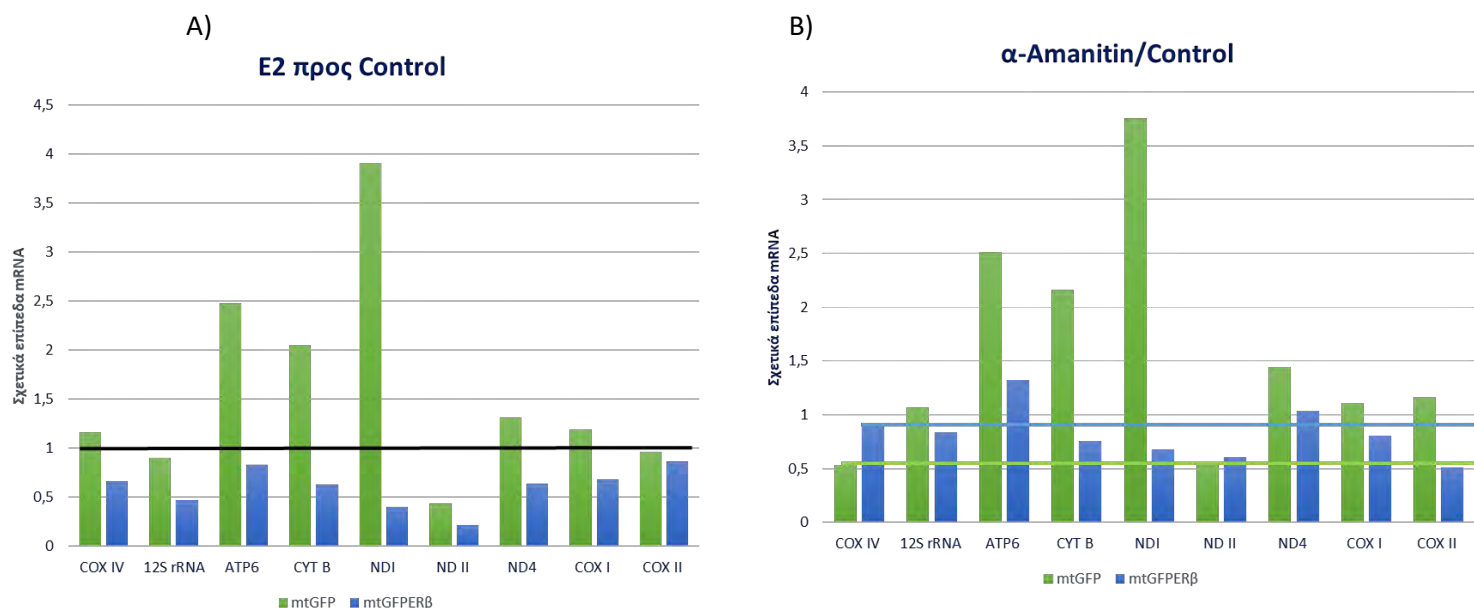 A)
E2 προς Control
Σχετικά επίπεδα mRNA
4,5
4
3,5
3
2,5
2
1,5
1
0,5
0
COX IV 12S rRNA ATP6 CYT B NDI ND II ND4 COX I COX II
mtGFP mtGFPERβ
B)
α-Amanitin/Control
Σχετικά επίπεδα mRNA
4
3,5
3
2,5
2
1,5
1
0,5
0
COX IV 12S rRNA ATP6 CYT B NDI ND II ND4 COX I COX II
mtGFP mtGFPERβ